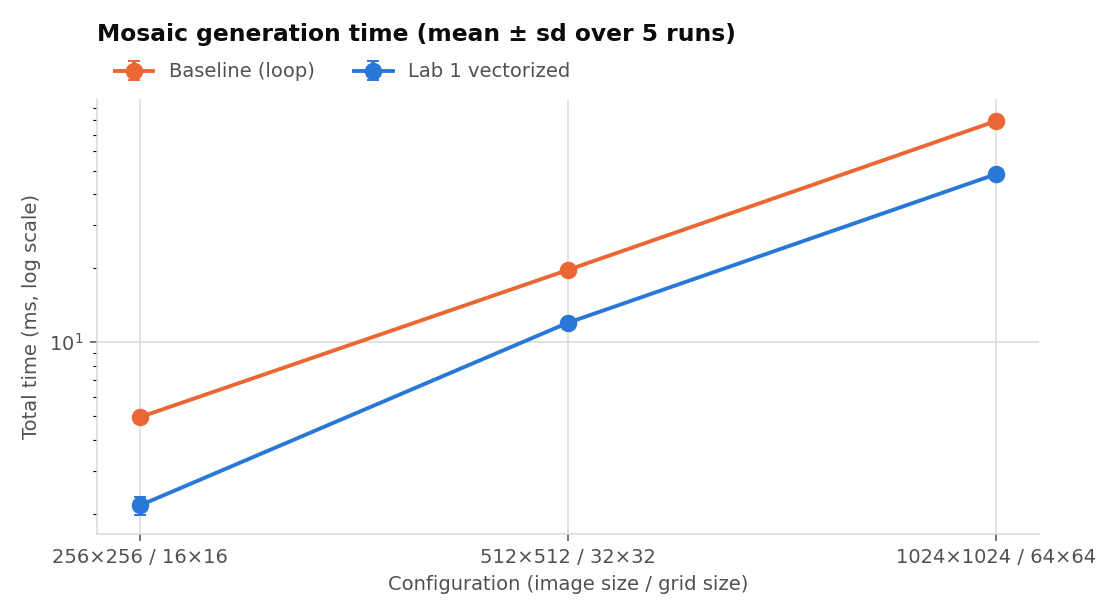 Mosaic generation time (mean ± sd over 5 runs)
Baseline (loop)
Lab 1 vectorized
Total time (ms, log scale)
10¹
256×256 / 16×16
512×512 / 32×32
1024×1024 / 64×64
Configuration (image size / grid size)